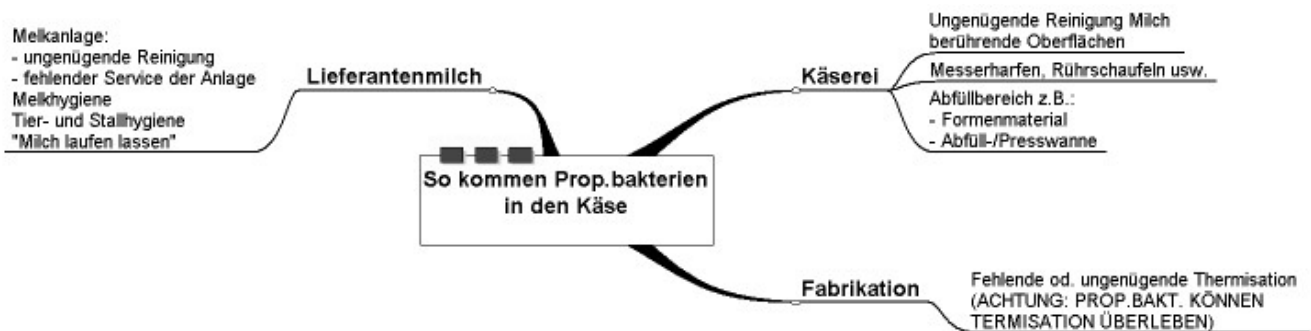 Melkanlage:
- ungenügende Reinigung
- fehlender Service der Anlage
Melkhygiene
Tier- und Stallhygiene
"Milch laufen lassen"
Lieferantenmilch
So kommen Prop.bakterien
in den Käse
Käserei
Ungenügende Reinigung Milch
berührende Oberflächen
Messerharfen, Rührschaufeln usw.
Abfüllbereich z.B.:
- Formenmaterial
- Abfüll-/Presswanne
Fabrikation
Fehlende od. ungenügende Thermisation
(ACHTUNG: PROP.BAKT. KÖNNEN
TERMISATION ÜBERLEBEN)